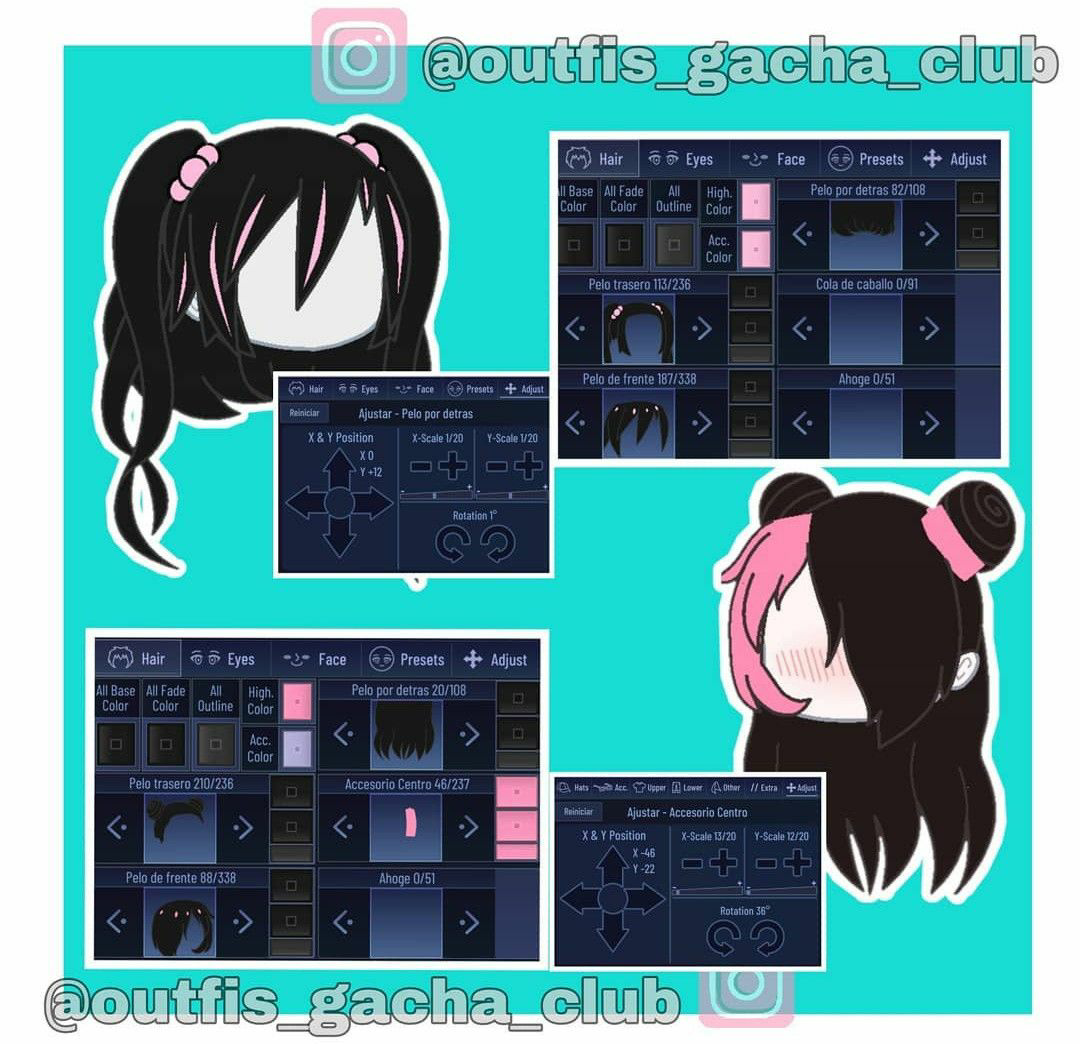 @outfis_gacha_club
Hair Eyes Face Presets Adjust
All Base Color All Fade Color All Outline High. Color
Pelo por detras 82/108
Acc. Color
Pelo trasero 113/236
Cola de caballo 0/91
Pelo de frente 187/338
Ahoge 0/51
Hair Eyes Face Presets Adjust
Reiniciar Ajustar - Pelo por detras
X & Y Position X-Scale 1/20 Y-Scale 1/20
X 0
Y +12
Rotation 1°
Hair Eyes Face Presets Adjust
All Base Color All Fade Color All Outline High. Color
Pelo por detras 20/108
Acc. Color
Pelo trasero 210/236
Accesorio Centro 46/237
Pelo de frente 88/338
Ahoge 0/51
Hats Acc. Upper Lower Other Extra Adjust
Reiniciar Ajustar - Accesorio Centro
X & Y Position X-Scale 13/20 Y-Scale 12/20
X -46
Y -22
Rotation 36°
@outfis_gacha_club